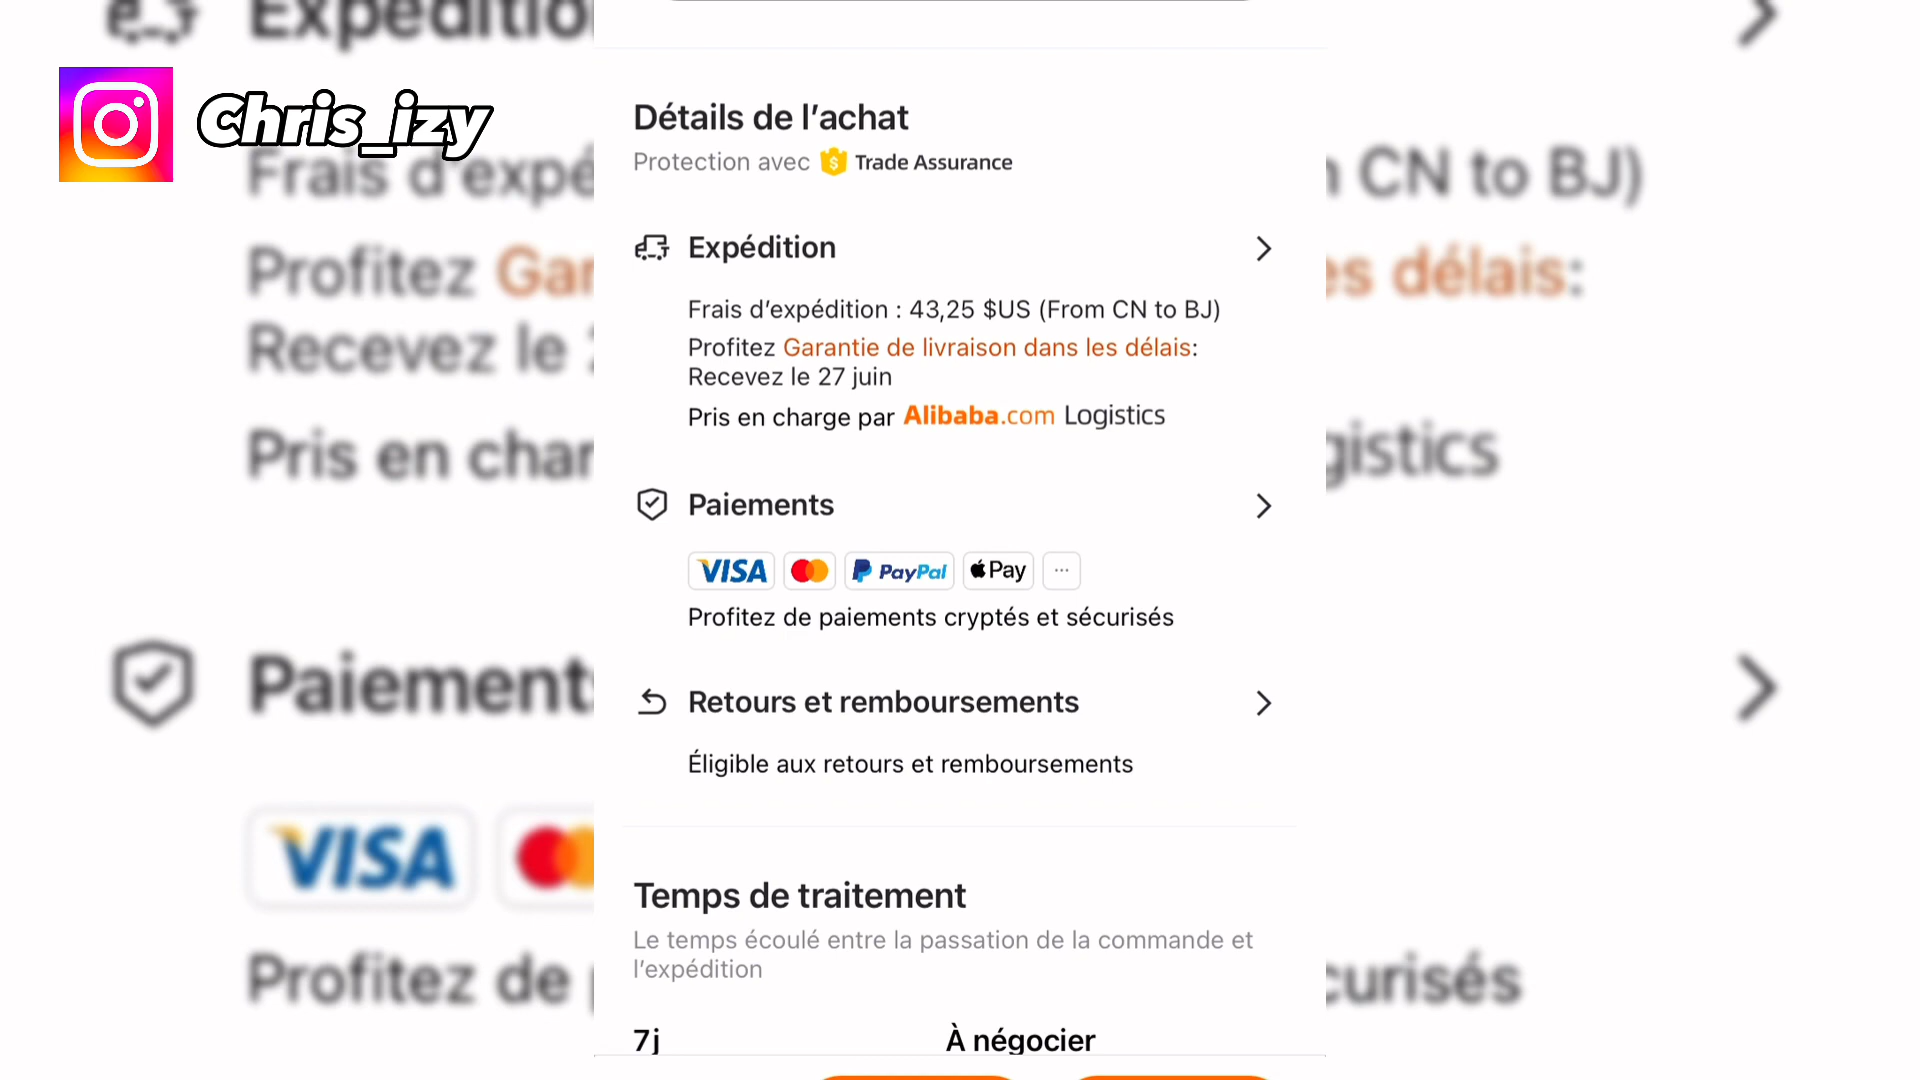 Chris_izy
Détails de l’achat
Protection avec Trade Assurance
Expédition
Frais d’expédition : 43,25 $US (From CN to BJ)
Profitez Garantie de livraison dans les délais:
Recevez le 27 juin
Pris en charge par Alibaba.com Logistics
Paiements
VISA PayPal Pay ...
Profitez de paiements cryptés et sécurisés
Retours et remboursements
Éligible aux retours et remboursements
Temps de traitement
Le temps écoulé entre la passation de la commande et
l’expédition
7j À négocier